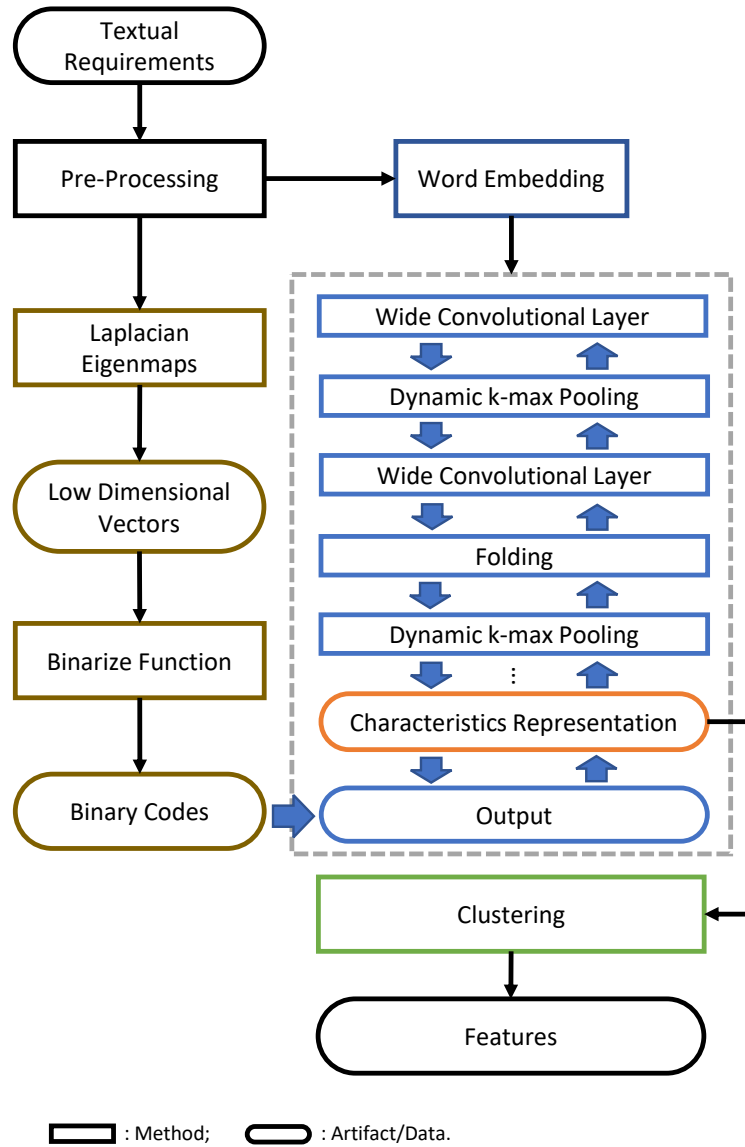 Textual
Requirements
Pre-Processing
Word Embedding
Laplacian
Eigenmaps
Low Dimensional
Vectors
Binarize Function
Binary Codes
Wide Convolutional Layer
Dynamic k-max Pooling
Wide Convolutional Layer
Folding
Dynamic k-max Pooling
...
Characteristics Representation
Output
Clustering
Features
: Method;
: Artifact/Data.